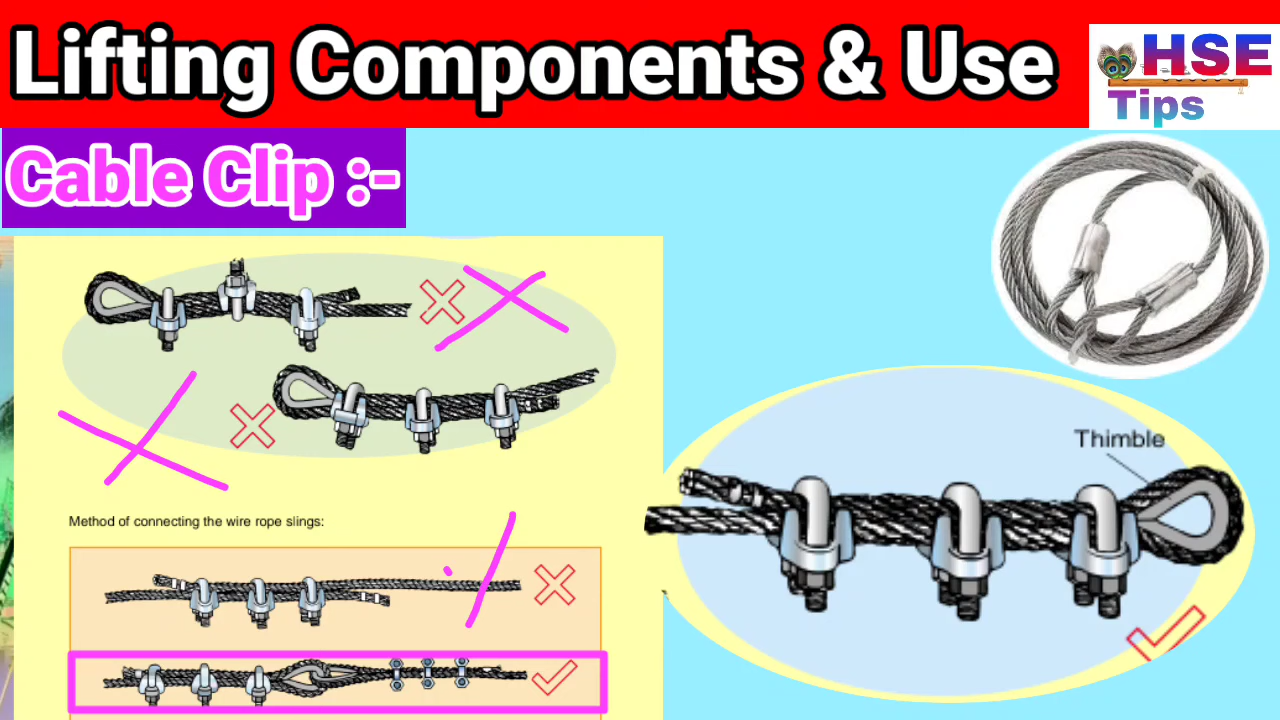 Lifting Components & Use
HSE
Tips
Cable Clip :-
Thimble
Method of connecting the wire rope slings: